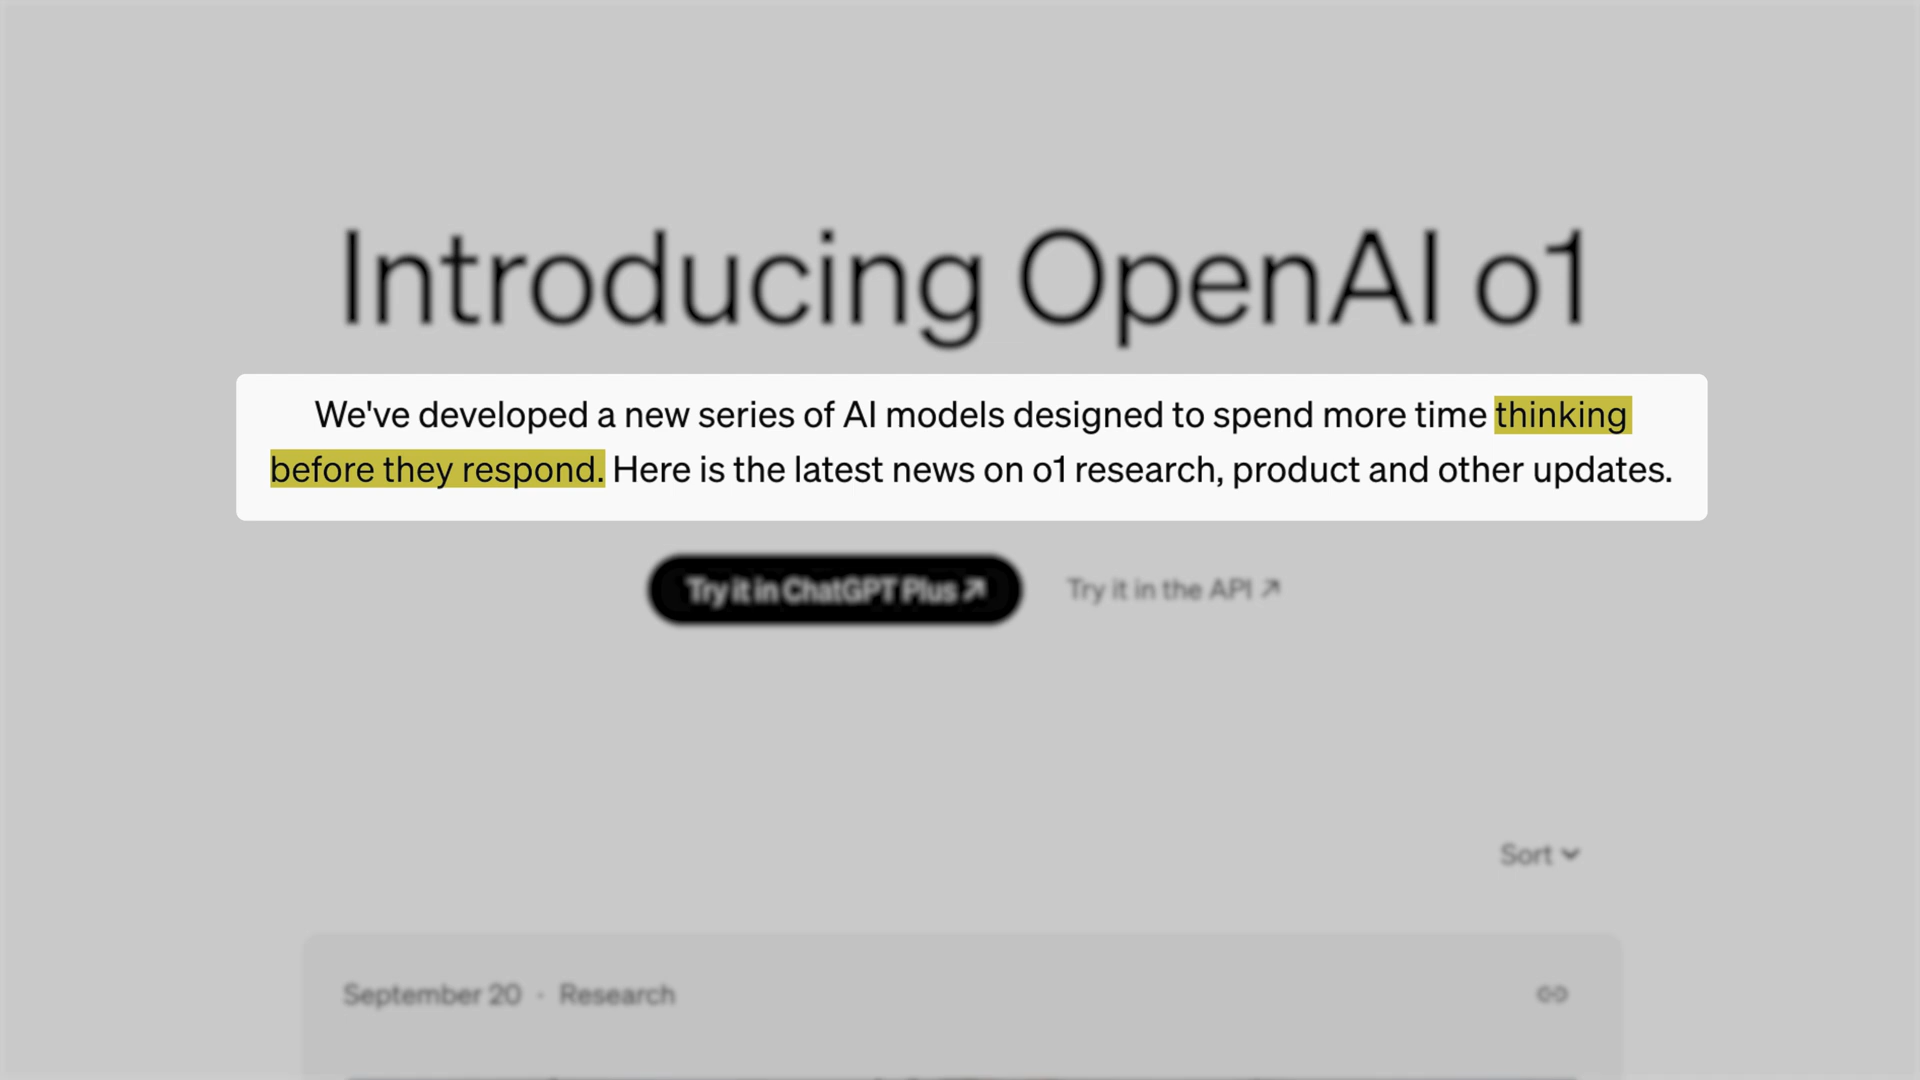 Introducing OpenAI o1
We've developed a new series of AI models designed to spend more time thinking
before they respond. Here is the latest news on o1 research, product and other updates.
Try it in ChatGPT Plus ↗ Try it in the API ↗
Sort
September 20 · Research